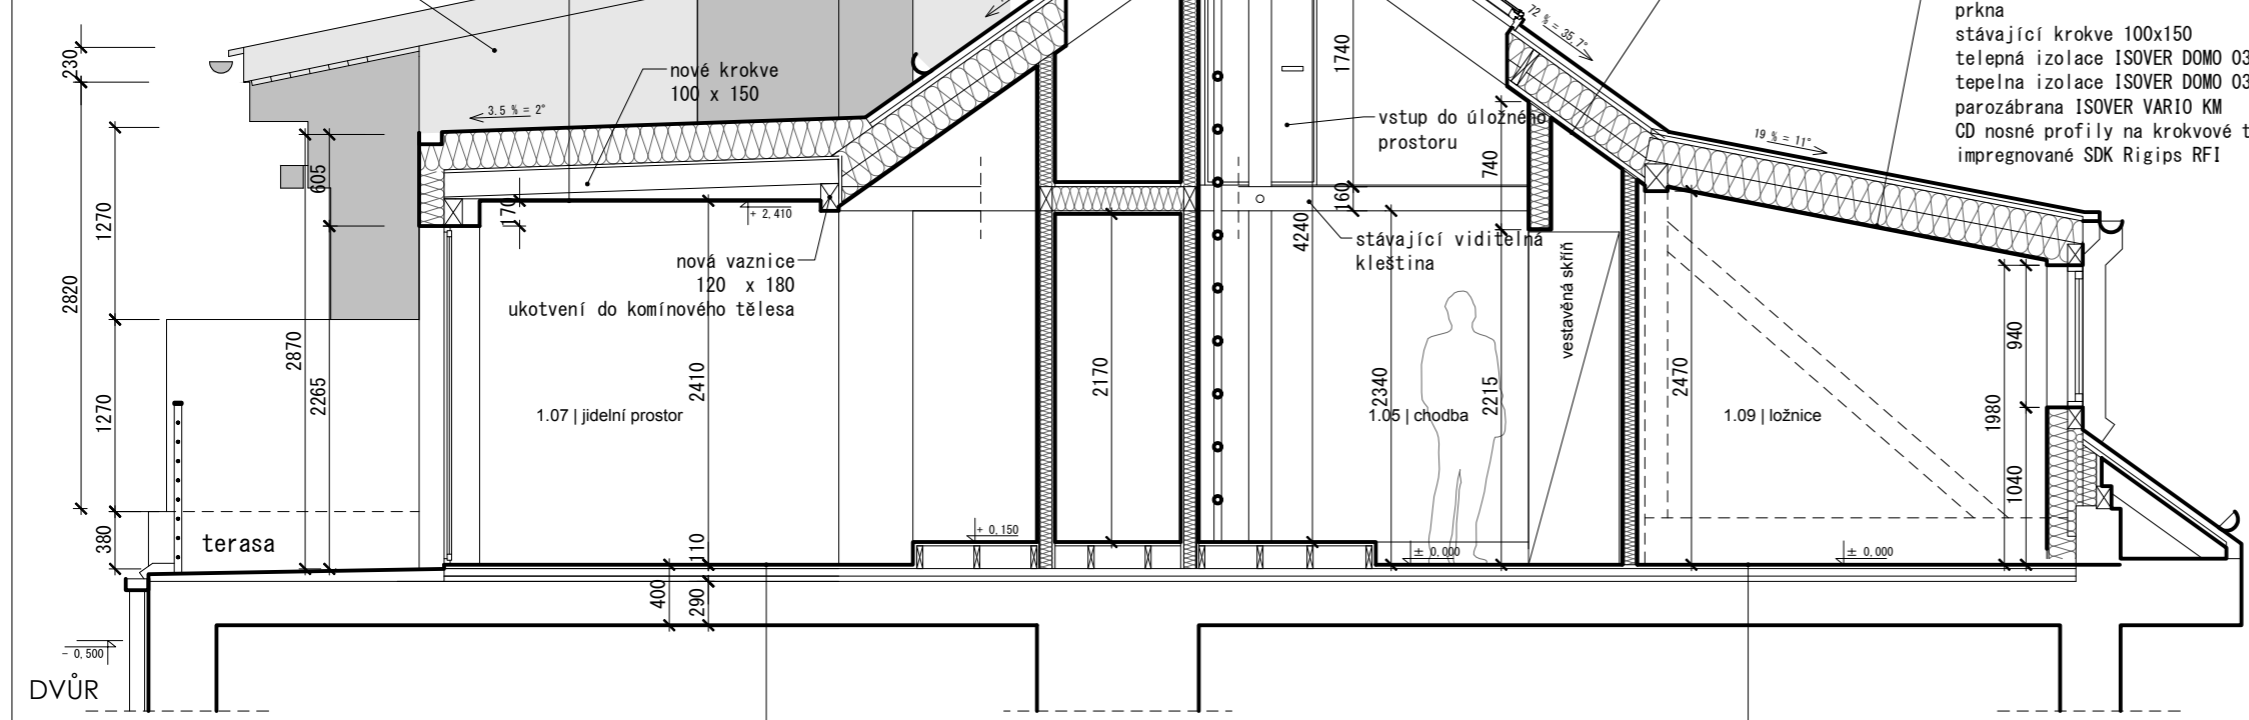 prkna
stávající krokve 100x150
telepná izolace ISOVER DOMO 03
tepelna izolace ISOVER DOMO 03
parozábrana ISOVER VARIO KM
CD nosné profily na krokvové t
impregnované SDK Rigips RFI
72 % = 35,7°
19 % = 11°
3.5 % = 2°
nové krokve
100 x 150
vstup do úložného
prostoru
stávající viditelná
kleština
nová vaznice
120 x 180
ukotvení do komínového tělesa
vestavěná skříň
230
2820
1270
1270
380
605
2870
2265
170
+ 2,410
2410
110
400
290
2170
1740
740
160
4240
2340
2215
2470
940
1980
1040
1.07 | jidelní prostor
1.05 | chodba
1.09 | ložnice
terasa
+ 0,150
± 0,000
± 0,000
- 0,500
DVŮR